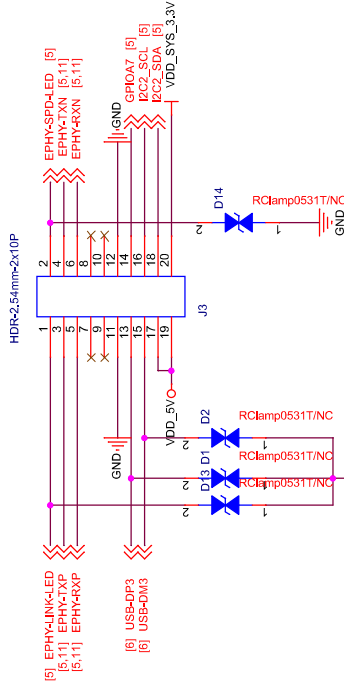 HDR-2.54mm-2x10P
EPHY-SPD-LED [5]
EPHY-TXN [5,11]
EPHY-RXN [5,11]
GND
GPIOA7 [5]
I2C2_SCL [5]
I2C2_SDA [5]
VDD_SYS_3.3V
2
4
6
8
10
12
14
16
18
20
1
3
5
7
9
11
13
15
17
19
J3
D14
RClamp0531T/NC
2
1
GND
VDD_5V
GND
D2
RClamp0531T/NC
2
1
D1
RClamp0531T/NC
2
1
D13
RClamp0531T/NC
2
1
[5] EPHY-LINK-LED
[5,11] EPHY-TXP
[5,11] EPHY-RXP
[6] USB-DP3
[6] USB-DM3